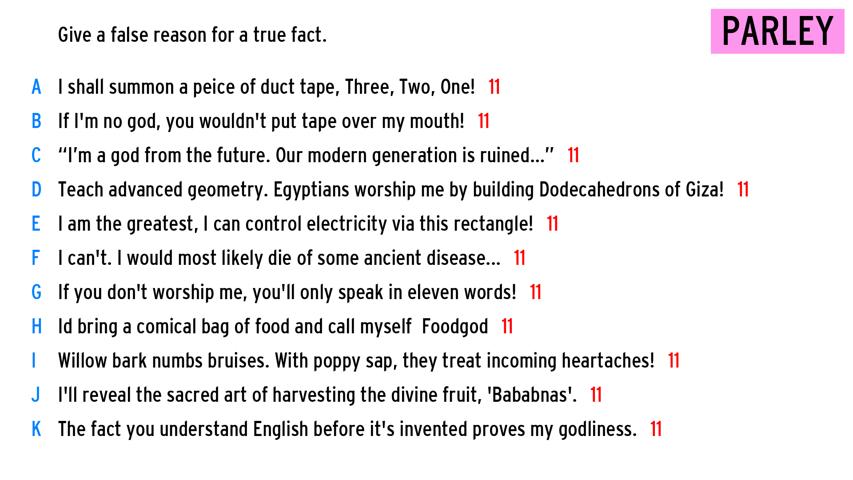 Give a false reason for a true fact.
PARLEY
A I shall summon a peice of duct tape, Three, Two, One! 11
B If I'm no god, you wouldn't put tape over my mouth! 11
C “I’m a god from the future. Our modern generation is ruined...” 11
D Teach advanced geometry. Egyptians worship me by building Dodecahedrons of Giza! 11
E I am the greatest, I can control electricity via this rectangle! 11
F I can't. I would most likely die of some ancient disease... 11
G If you don't worship me, you'll only speak in eleven words! 11
H Id bring a comical bag of food and call myself  Foodgod 11
I Willow bark numbs bruises. With poppy sap, they treat incoming heartaches! 11
J I'll reveal the sacred art of harvesting the divine fruit, 'Bababnas'. 11
K The fact you understand English before it's invented proves my godliness. 11